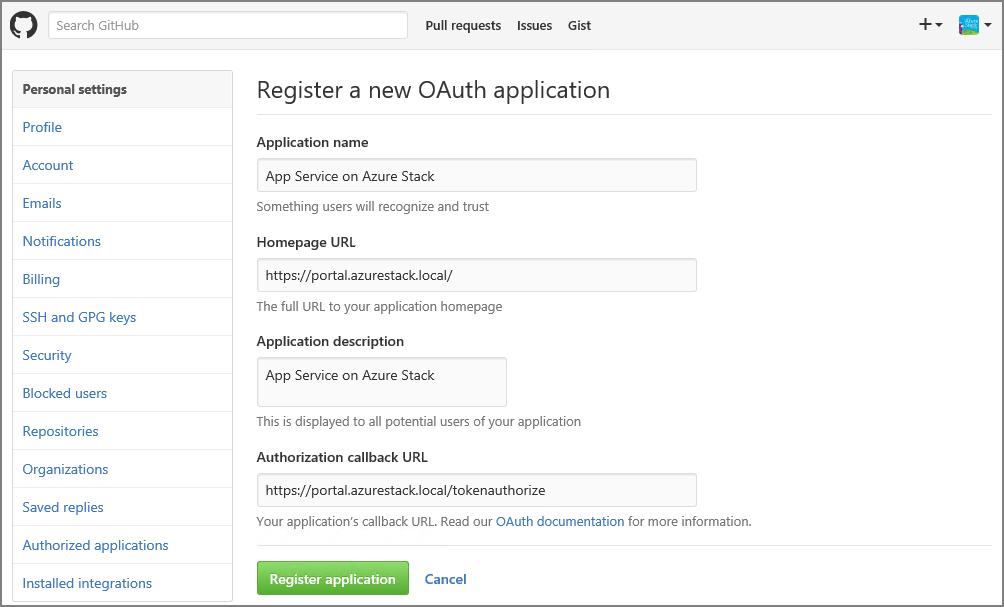 Search GitHub
Pull requests
Issues
Gist
Personal settings
Profile
Account
Emails
Notifications
Billing
SSH and GPG keys
Security
Blocked users
Repositories
Organizations
Saved replies
Authorized applications
Installed integrations
Register a new OAuth application
Application name
App Service on Azure Stack
Something users will recognize and trust
Homepage URL
https://portal.azurestack.local/
The full URL to your application homepage
Application description
App Service on Azure Stack
This is displayed to all potential users of your application
Authorization callback URL
https://portal.azurestack.local/tokenauthorize
Your application’s callback URL. Read our OAuth documentation for more information.
Register application
Cancel